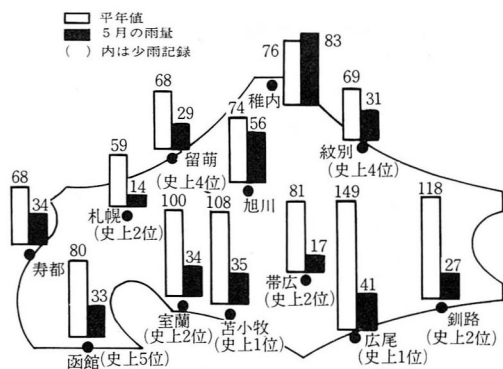 平年値
5月の雨量
( ) 内は少雨記録
76 83
稚内
68 29
留萌
(史上4位)
74 56
旭川
69 31
紋別
(史上4位)
59 14
札幌
(史上2位)
68 34
寿都
80 33
函館(史上5位)
100 34
室蘭
(史上2位)
108 35
苫小牧
(史上1位)
81 17
帯広
(史上2位)
149 41
広尾
(史上1位)
118 27
釧路
(史上2位)